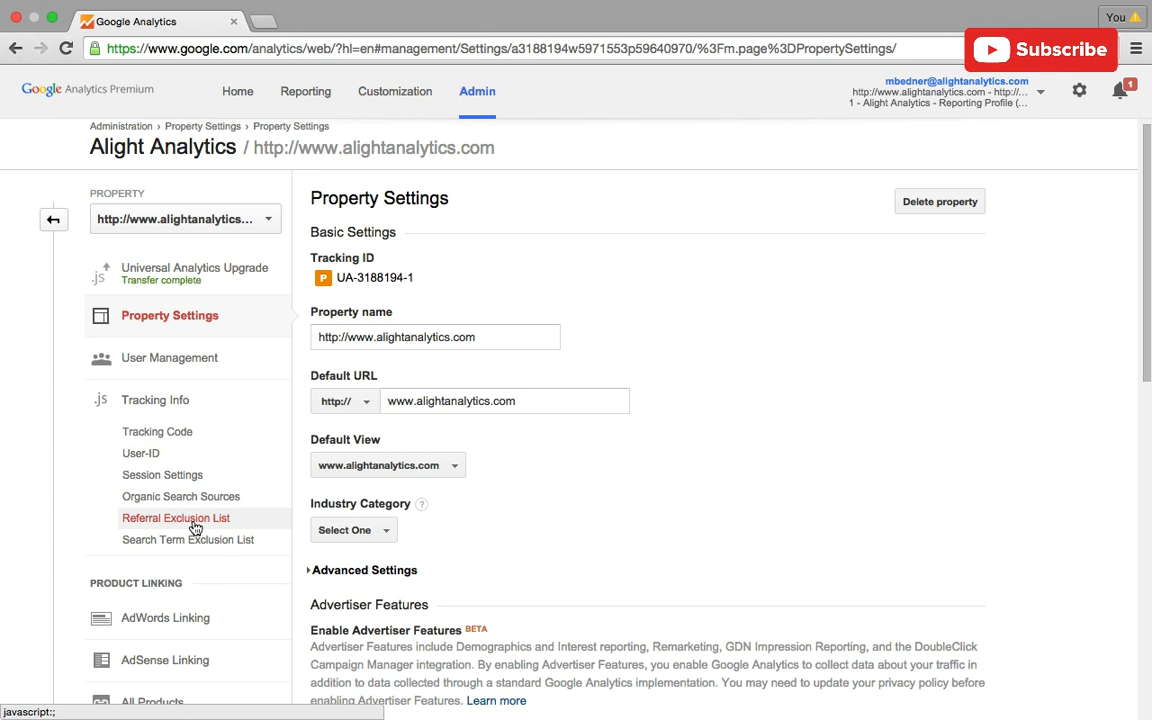 Google Analytics
You
https://www.google.com/analytics/web/?hl=en#management/Settings/a3188194w5971553p59640970/%3Fm.page%3DPropertySettings/
Subscribe
Google Analytics Premium
Home
Reporting
Customization
Admin
mbedner@alightanalytics.com
http://www.alightanalytics.com - http://...
1 - Alight Analytics - Reporting Profile (...
1
Administration › Property Settings › Property Settings
Alight Analytics / http://www.alightanalytics.com
PROPERTY
http://www.alightanalytics...
.js
Universal Analytics Upgrade
Transfer complete
Property Settings
User Management
.js
Tracking Info
Tracking Code
User-ID
Session Settings
Organic Search Sources
Referral Exclusion List
Search Term Exclusion List
PRODUCT LINKING
AdWords Linking
AdSense Linking
All Products
Property Settings
Delete property
Basic Settings
Tracking ID
P UA-3188194-1
Property name
http://www.alightanalytics.com
Default URL
http://
www.alightanalytics.com
Default View
www.alightanalytics.com
Industry Category ?
Select One
Advanced Settings
Advertiser Features
Enable Advertiser Features BETA
Advertiser Features include Demographics and Interest reporting, Remarketing, GDN Impression Reporting, and the DoubleClick
Campaign Manager integration. By enabling Advertiser Features, you enable Google Analytics to collect data about your traffic in
addition to data collected through a standard Google Analytics implementation. You may need to update your privacy policy before
enabling Advertiser Features. Learn more
javascript:;